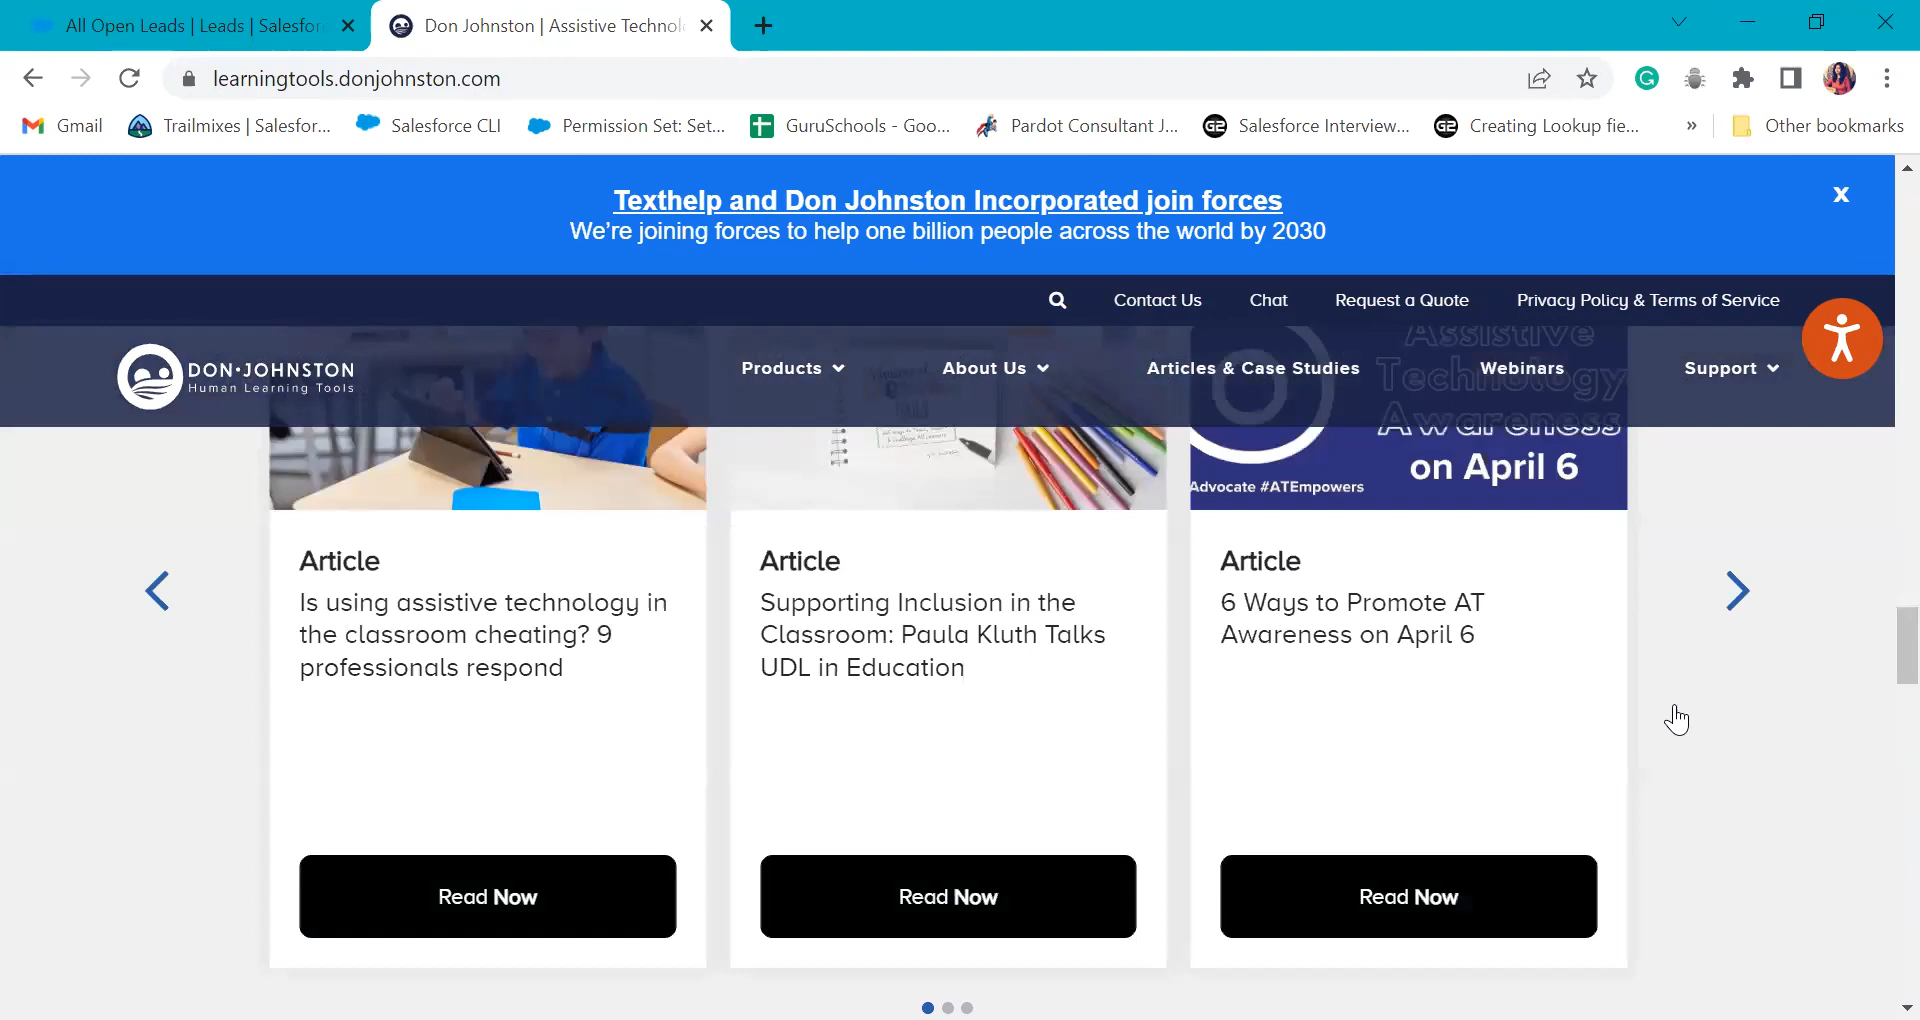 All Open Leads | Leads | Salesfor
Don Johnston | Assistive Technol
learningtools.donjohnston.com
Gmail
Trailmixes | Salesfor...
Salesforce CLI
Permission Set: Set...
GuruSchools - Goo...
Pardot Consultant J...
Salesforce Interview...
Creating Lookup fie...
»
Other bookmarks
Texthelp and Don Johnston Incorporated join forces
X
We're joining forces to help one billion people across the world by 2030
Contact Us
Chat
Request a Quote
Privacy Policy & Terms of Service
DON•JOHNSTON
Human Learning Tools
Products
About Us
Articles & Case Studies
Webinars
Support
Assistive
Technology
Awareness
on April 6
Advocate #ATEmpowers
Article
Is using assistive technology in
the classroom cheating? 9
professionals respond
Read Now
Article
Supporting Inclusion in the
Classroom: Paula Kluth Talks
UDL in Education
Read Now
Article
6 Ways to Promote AT
Awareness on April 6
Read Now